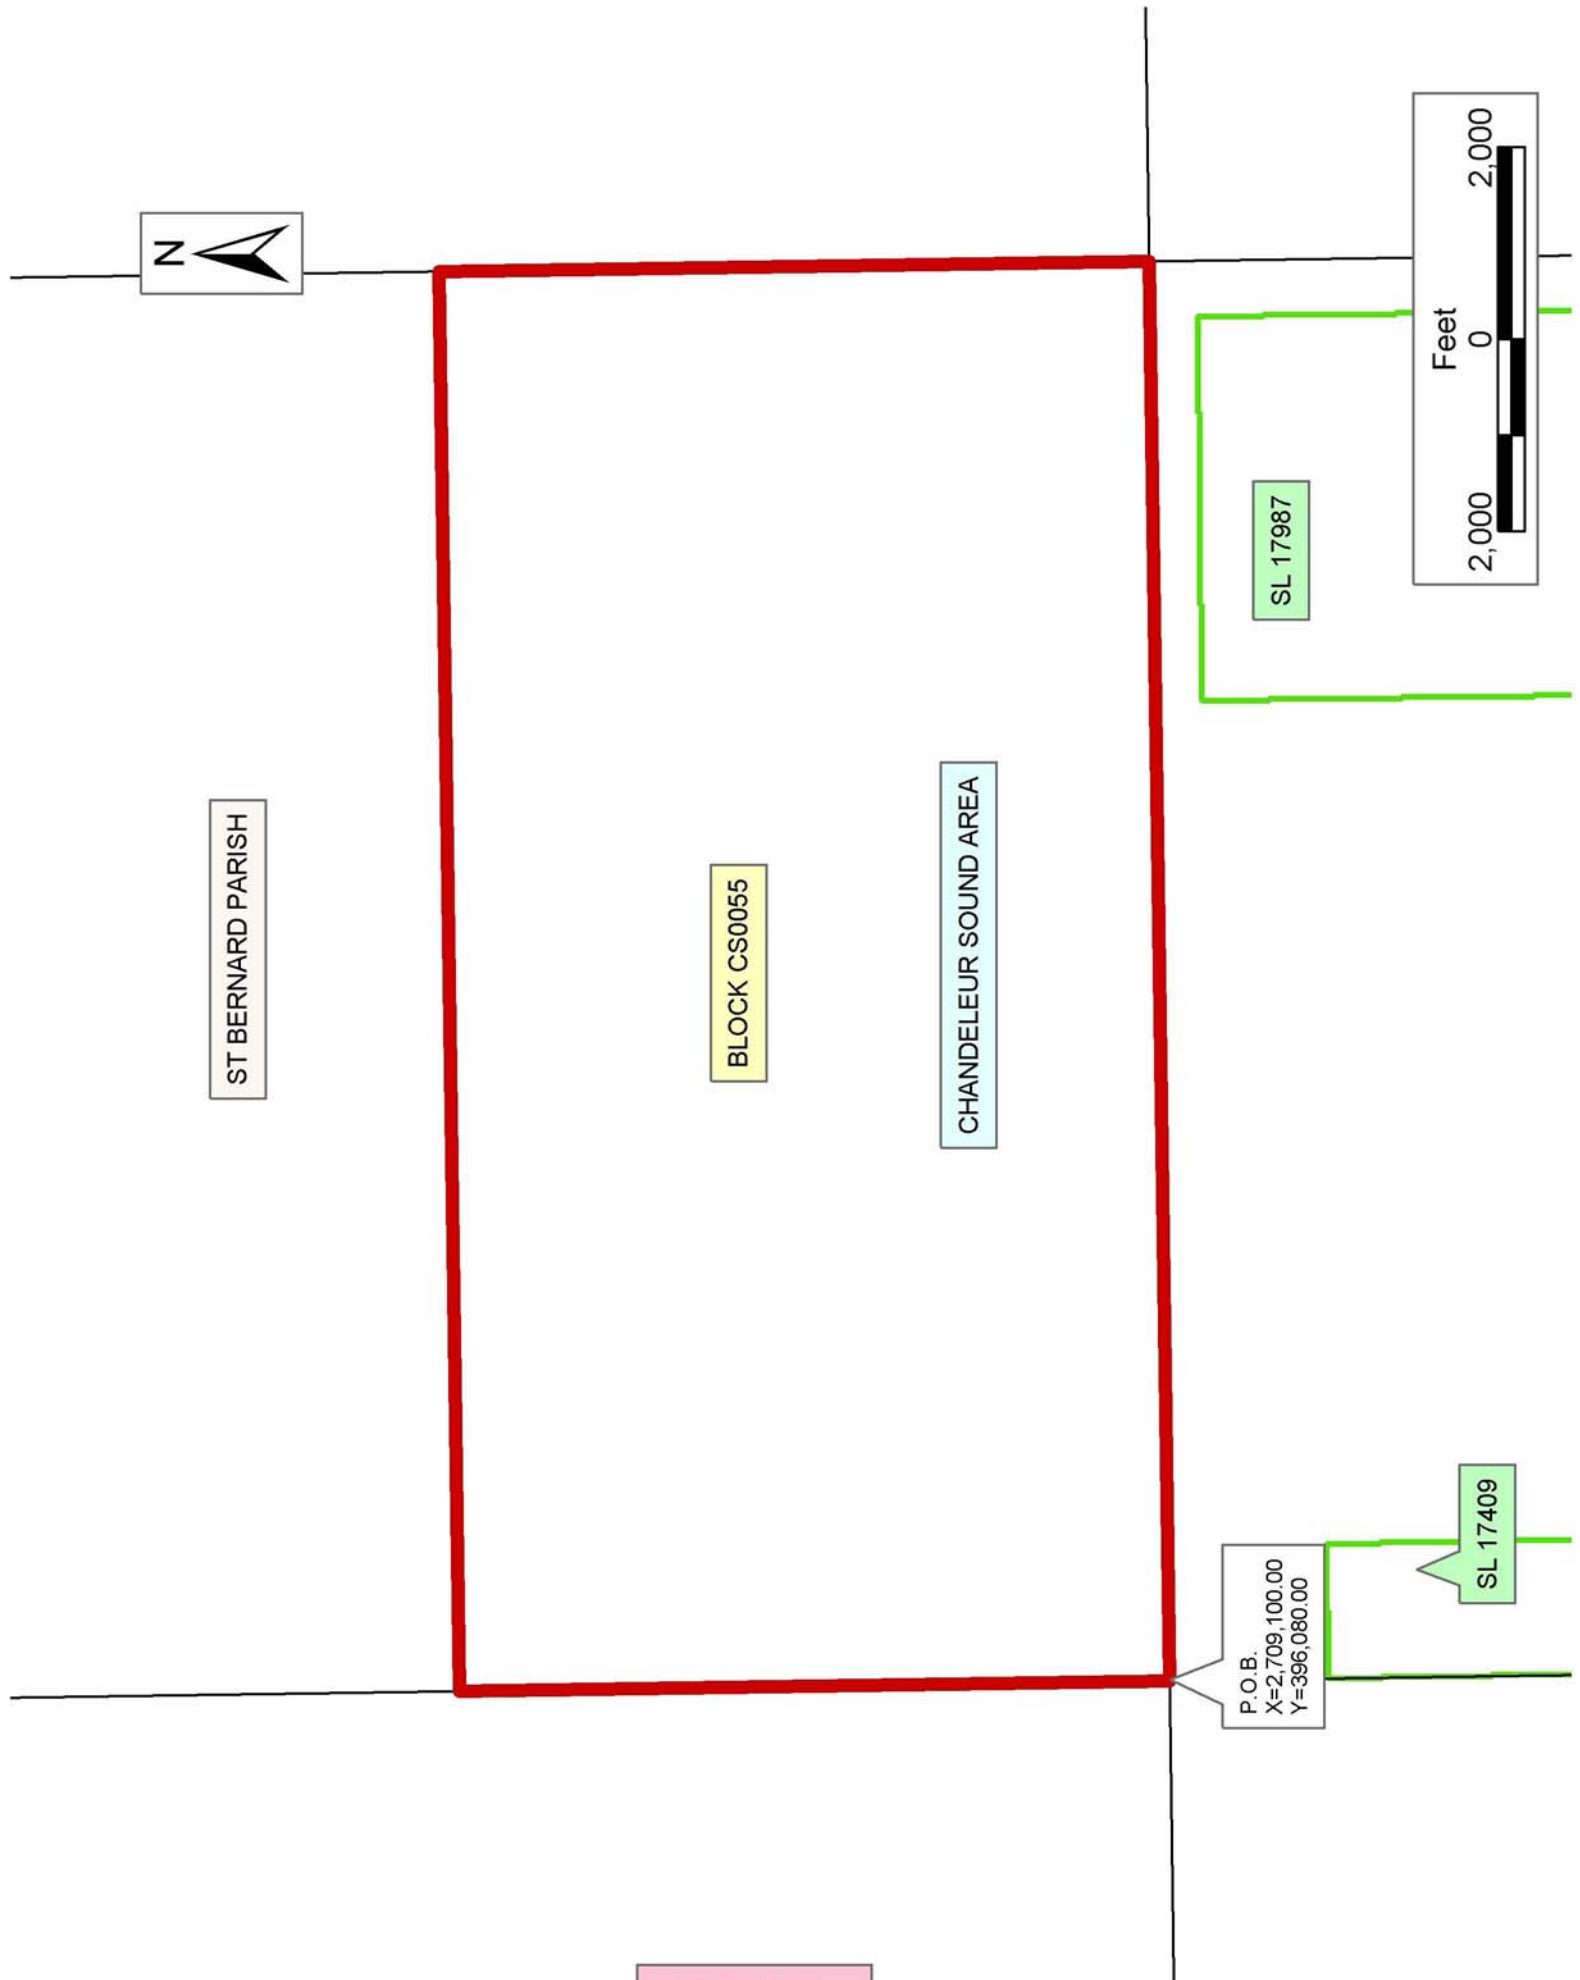 N
ST BERNARD PARISH
BLOCK CS0055
CHANDELEUR SOUND AREA
P.O.B.
X=2,709,100.00
Y=396,080.00
SL 17987
SL 17409
Feet
2,000 0 2,000